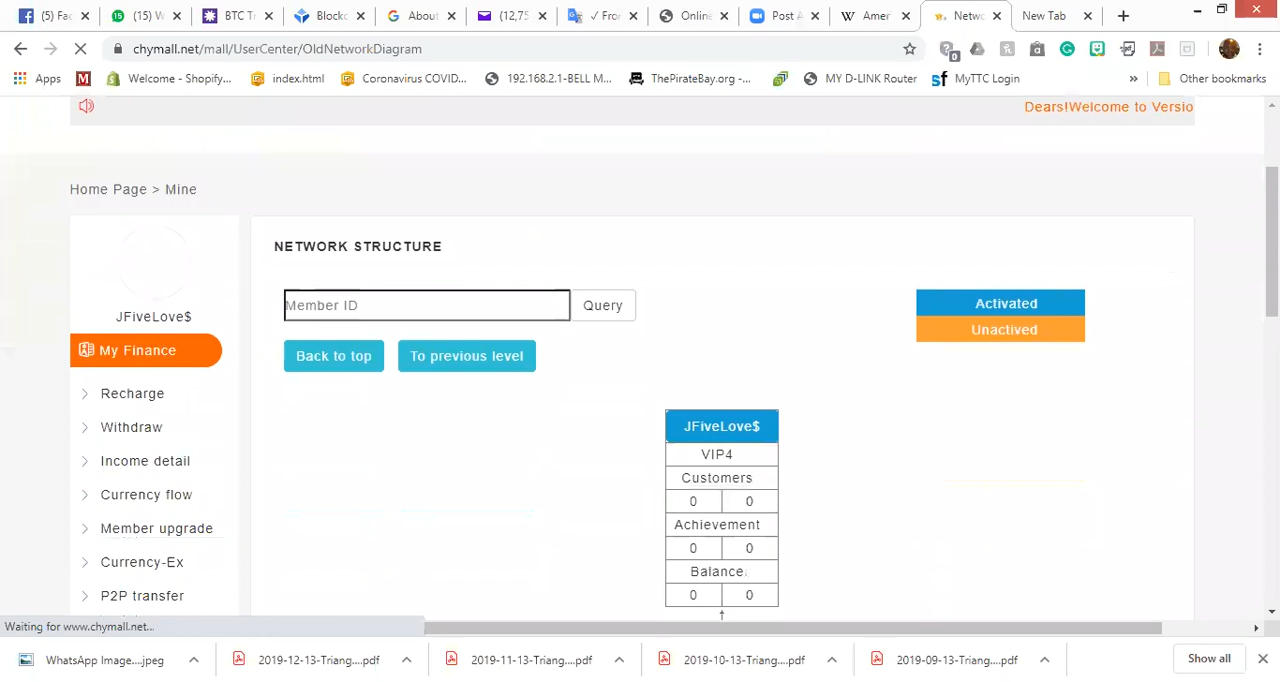 (5) Fac
(15) W
BTC Tr
Blocko
About
(12,75
✓ Fron
Online
Post A
Amer
Netwo
New Tab
chymall.net/mall/UserCenter/OldNetworkDiagram
Apps
Welcome - Shopify...
index.html
Coronavirus COVID...
192.168.2.1-BELL M...
ThePirateBay.org -...
MY D-LINK Router
MyTTC Login
»
Other bookmarks
Dears!Welcome to Versio
Home Page > Mine
NETWORK STRUCTURE
Member ID
Query
Activated
Unactived
Back to top
To previous level
JFiveLove$
My Finance
Recharge
Withdraw
Income detail
Currency flow
Member upgrade
Currency-Ex
P2P transfer
JFiveLove$
VIP4
Customers
0 0
Achievement
0 0
Balance
0 0
Waiting for www.chymall.net...
WhatsApp Image....jpeg
2019-12-13-Triang....pdf
2019-11-13-Triang....pdf
2019-10-13-Triang....pdf
2019-09-13-Triang....pdf
Show all